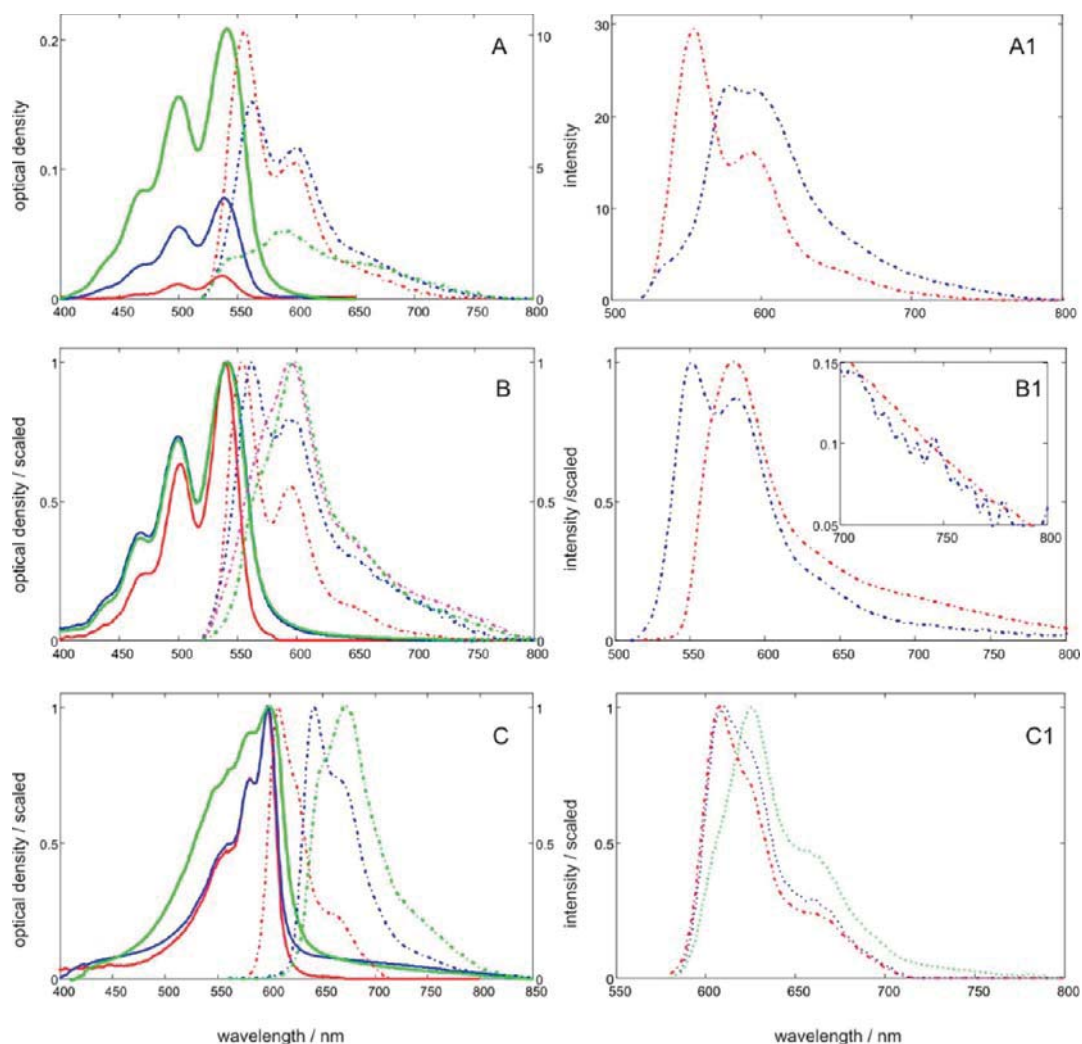 A
A1
0.2
0.1
0
10
5
0
optical density
400 450 500 550 600 650 700 750 800
30
20
10
0
intensity
500 600 700 800
B
B1
1
0.5
0
1
0.5
0
optical density / scaled
400 450 500 550 600 650 700 750 800
1
0.5
0
intensity /scaled
500 550 600 650 700 750 800
0.15
0.1
0.05
700 750 800
C
C1
1
0.5
0
1
0.5
0
optical density / scaled
400 450 500 550 600 650 700 750 800 850
wavelength / nm
1
0.5
0
intensity / scaled
550 600 650 700 750 800
wavelength / nm